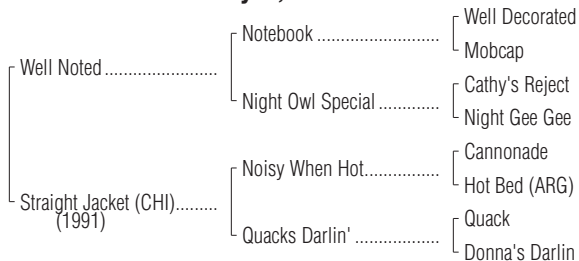 Well Decorated
Notebook ....................
Mobcap
Well Noted ......................
Cathy's Reject
Night Owl Special ............
Night Gee Gee
Cannonade
Noisy When Hot...............
Hot Bed (ARG)
Straight Jacket (CHI)........
(1991)
Quack
Quacks Darlin' .................
Donna's Darlin